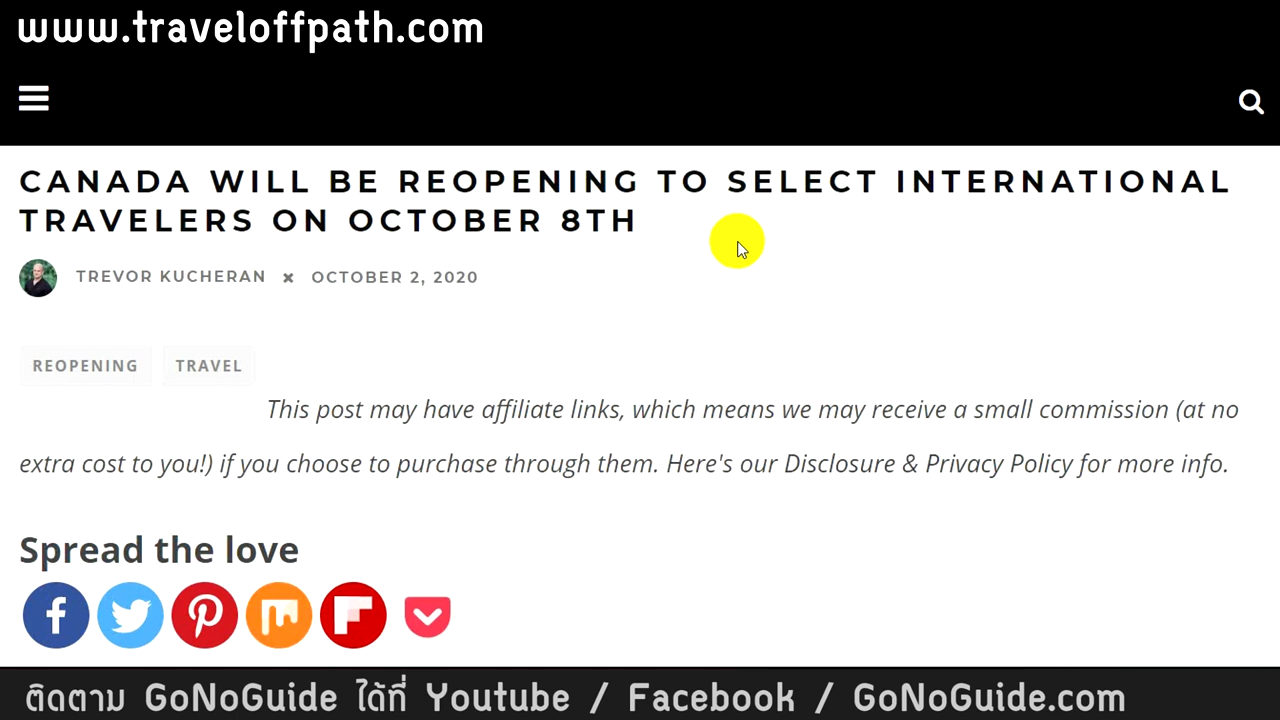 www.traveloffpath.com
CANADA WILL BE REOPENING TO SELECT INTERNATIONAL
TRAVELERS ON OCTOBER 8TH
TREVOR KUCHERAN × OCTOBER 2, 2020
REOPENING TRAVEL
This post may have affiliate links, which means we may receive a small commission (at no
extra cost to you!) if you choose to purchase through them. Here's our Disclosure & Privacy Policy for more info.
Spread the love
ติดตาม GoNoGuide ได้ที่ Youtube / Facebook / GoNoGuide.com